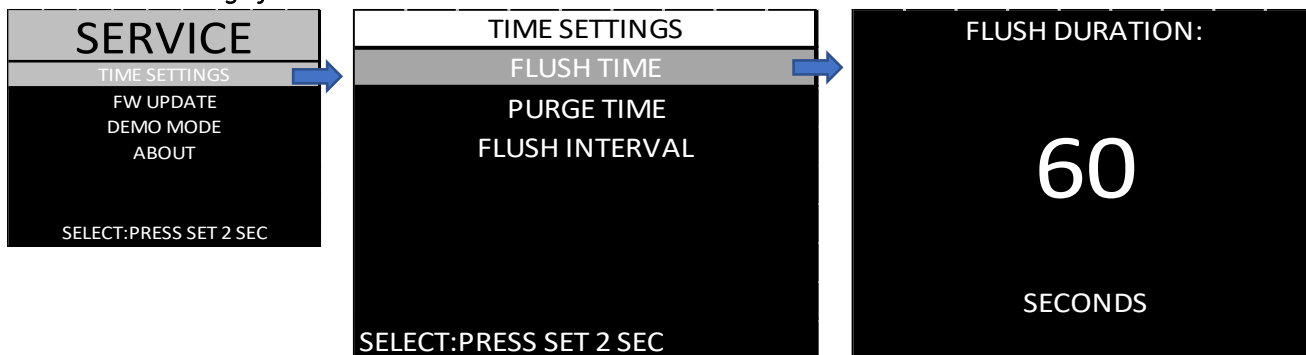 SERVICE
TIME SETTINGS
FW UPDATE
DEMO MODE
ABOUT
SELECT:PRESS SET 2 SEC
TIME SETTINGS
FLUSH TIME
PURGE TIME
FLUSH INTERVAL
SELECT:PRESS SET 2 SEC
FLUSH DURATION:
60
SECONDS